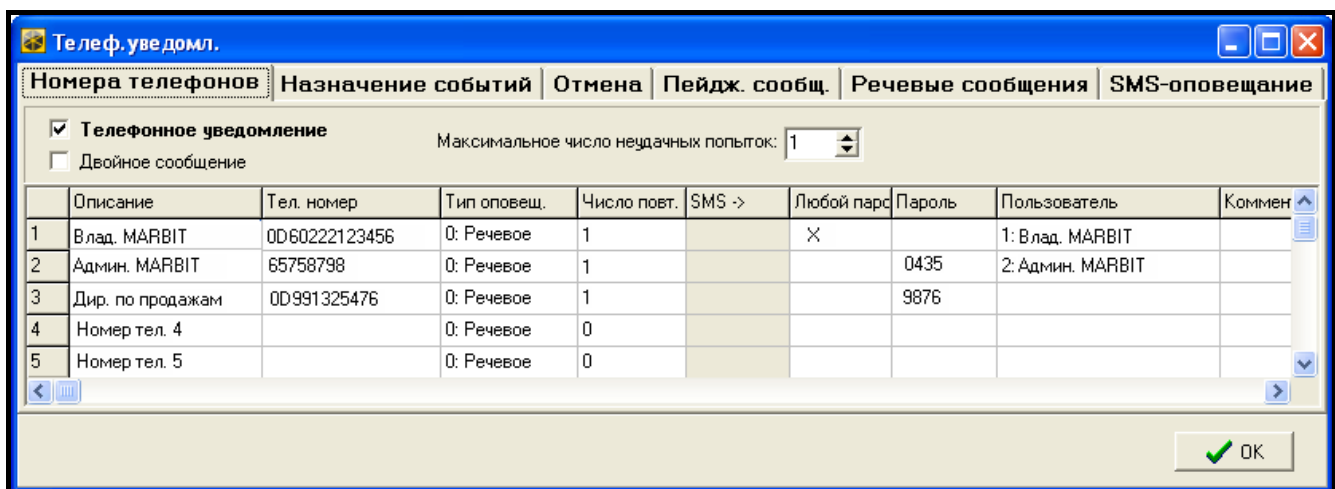 Телеф.уведомл.
Номера телефонов Назначение событий Отмена Пейдж. сообщ. Речевые сообщения SMS-оповещание
Телефонное уведомление
Максимальное число неудачных попыток: 1
Двойное сообщение
Описание Тел. номер Тип оповещ. Число повт. SMS -> Любой парс Пароль Пользователь Коммен
1 Влад. MARBIT 0D60222123456 0: Речевое 1 X 1: Влад. MARBIT
2 Админ. MARBIT 65758798 0: Речевое 1 0435 2: Админ. MARBIT
3 Дир. по продажам 0D991325476 0: Речевое 1 9876
4 Номер тел. 4 0: Речевое 0
5 Номер тел. 5 0: Речевое 0
OK